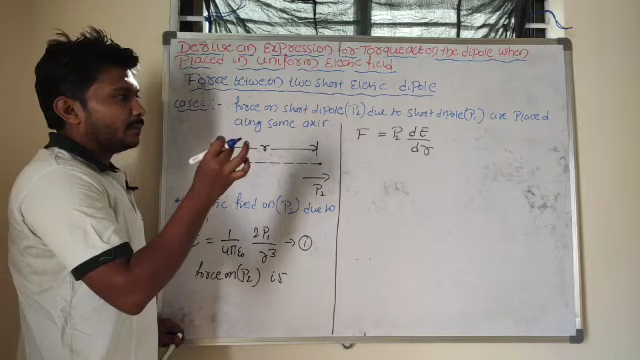 Derive an Expression for Torque act on the dipole when
Placed in uniform Electric field
Force between two short Electric dipole
case i :- force on short dipole (P₂) due to short dipole (P₁) are placed
along same axis
r
P₂
field on (P₂) due to
= 1/4πε₀ 2P₁/r³ → ①
force on (P₂) is
F = P₂ dE/dr